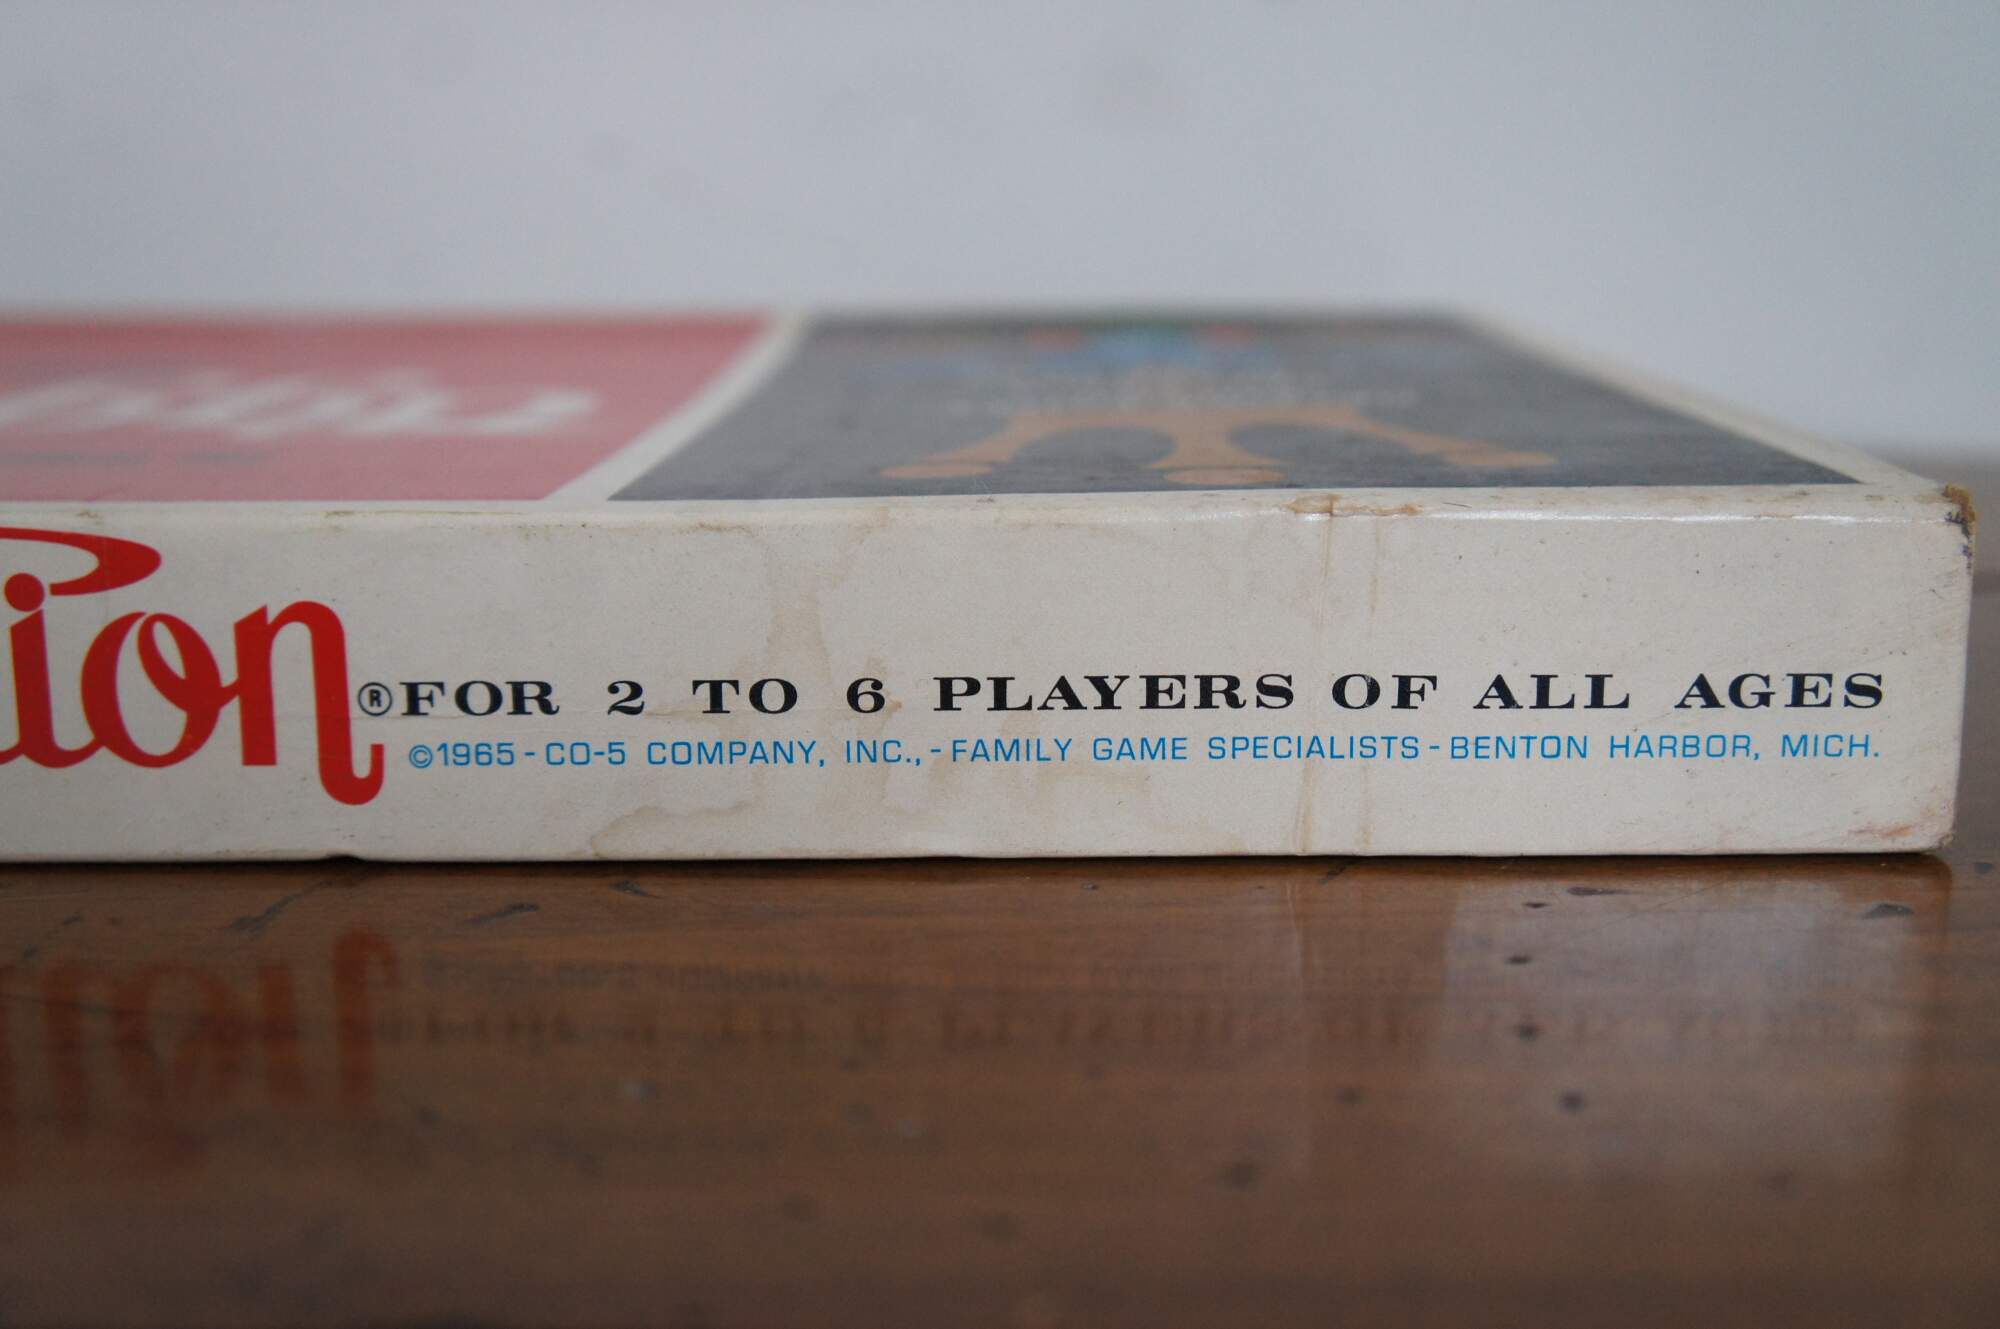 ion®
FOR 2 TO 6 PLAYERS OF ALL AGES
©1965-CO-5 COMPANY, INC.,-FAMILY GAME SPECIALISTS-BENTON HARBOR, MICH.